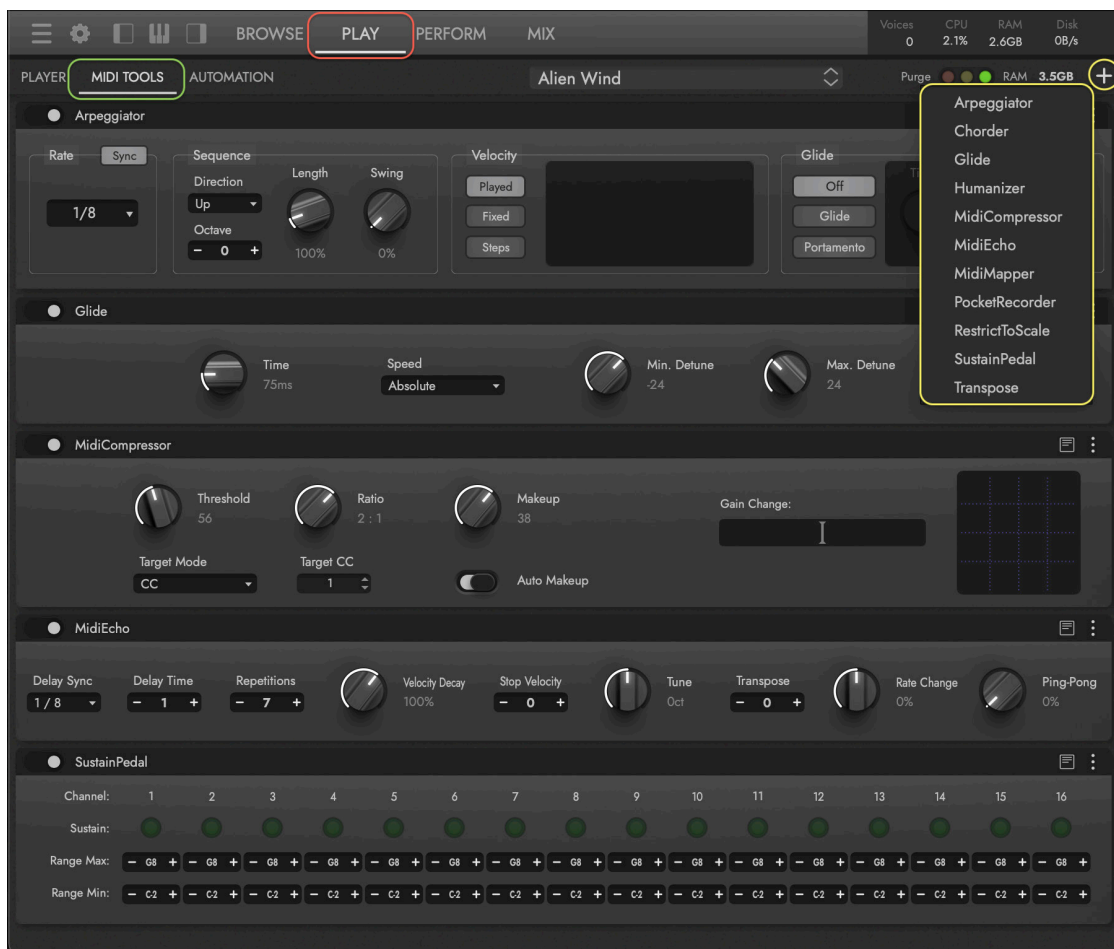 Voices CPU RAM Disk
BROWSE PLAY PERFORM MIX
0 2.1% 2.6GB 0B/s
PLAYER MIDI TOOLS AUTOMATION Alien Wind Purge RAM 3.5GB +
Arpeggiator
Chorder
Glide
Humanizer
MidiCompressor
MidiEcho
MidiMapper
PocketRecorder
RestrictToScale
SustainPedal
Transpose
Arpeggiator
Rate Sync Sequence Velocity Glide
Direction Length Swing
Played Off
1/8 Up
Fixed Glide
Octave
- 0 + 100% 0% Steps Portamento
Glide
Time Speed Min. Detune Max. Detune
75ms Absolute -24 24
MidiCompressor
Threshold Ratio Makeup Gain Change:
56 2 : 1 38
Target Mode Target CC
CC 1 Auto Makeup
MidiEcho
Delay Sync Delay Time Repetitions Velocity Decay Stop Velocity Tune Transpose Rate Change Ping-Pong
1 / 8 - 1 + - 7 + 100% - 0 + 0ct - 0 + 0% 0%
SustainPedal
Channel: 1 2 3 4 5 6 7 8 9 10 11 12 13 14 15 16
Sustain:
Range Max: - G8 + - G8 + - G8 + - G8 + - G8 + - G8 + - G8 + - G8 + - G8 + - G8 + - G8 + - G8 + - G8 + - G8 + - G8 + - G8 +
Range Min: - C-2 + - C-2 + - C-2 + - C-2 + - C-2 + - C-2 + - C-2 + - C-2 + - C-2 + - C-2 + - C-2 + - C-2 + - C-2 + - C-2 + - C-2 + - C-2 +